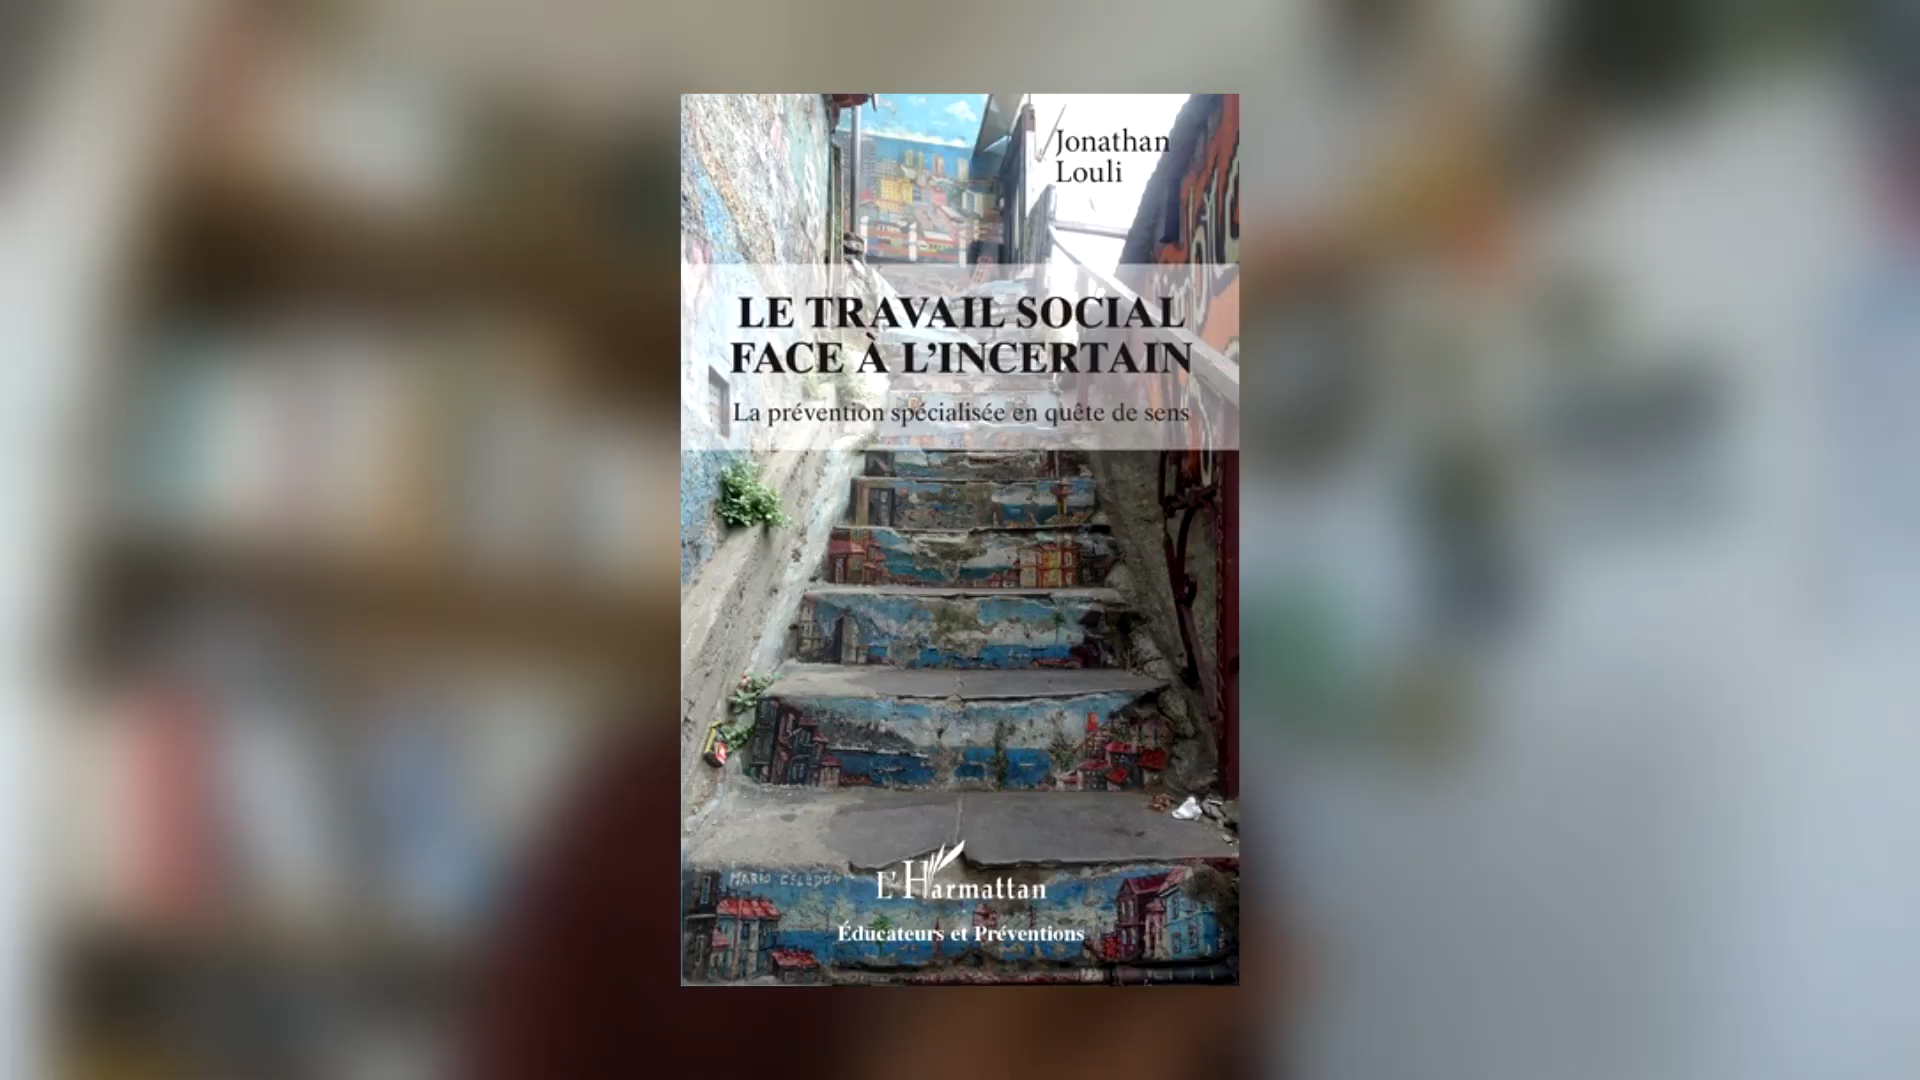 Jonathan
Louli
LE TRAVAIL SOCIAL
FACE À L'INCERTAIN
La prévention spécialisée en quête de sens
L'Harmattan
Éducateurs et Préventions